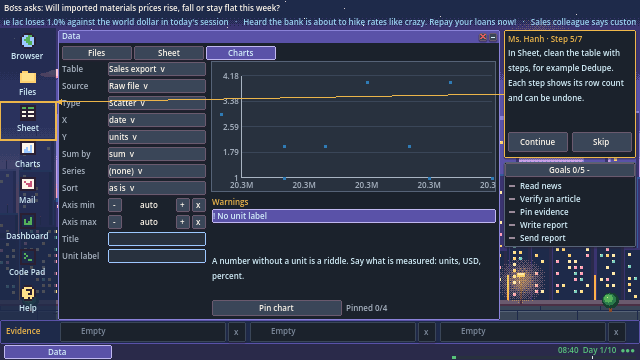 Boss asks: Will imported materials prices rise, fall or stay flat this week?
e lac loses 1.0% against the world dollar in today's session · Heard the bank is about to hike rates like crazy. Repay your loans now! · Sales colleague says custon
Browser
Files
Sheet
Charts
Mail
Dashboard
Code Pad
Help
Data
Files
Sheet
Charts
Table
Sales export v
Source
Raw file v
Type
Scatter v
X
date v
Y
units v
Sum by
sum v
Series
(none) v
Sort
as is v
Axis min
-
auto
+
x
Axis max
-
auto
+
x
Title
Unit label
4.18
3.38
2.59
1.79
1
20.3M
20.3M
20.3M
20.3M
20.3M
20.3M
20.3
Warnings
! No unit label
A number without a unit is a riddle. Say what is measured: units, USD,
percent.
Pin chart
Pinned 0/4
Ms. Hanh · Step 5/7
In Sheet, clean the table with
steps, for example Dedupe.
Each step shows its row count
and can be undone.
Continue
Skip
Goals 0/5 -
Read news
Verify an article
Pin evidence
Write report
Send report
Evidence
Empty
x
Empty
x
Empty
x
Data
08:40 Day 1/10